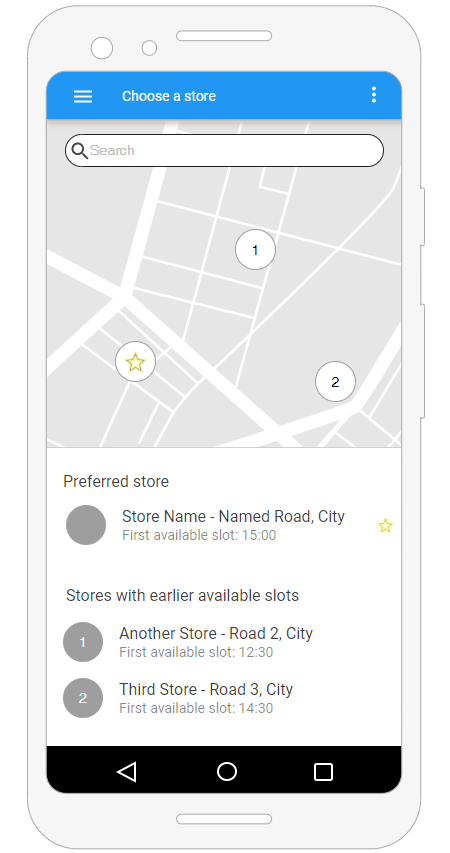 Choose a store
Search
1
2
Preferred store
Store Name - Named Road, City
First available slot: 15:00
Stores with earlier available slots
1
Another Store - Road 2, City
First available slot: 12:30
2
Third Store - Road 3, City
First available slot: 14:30